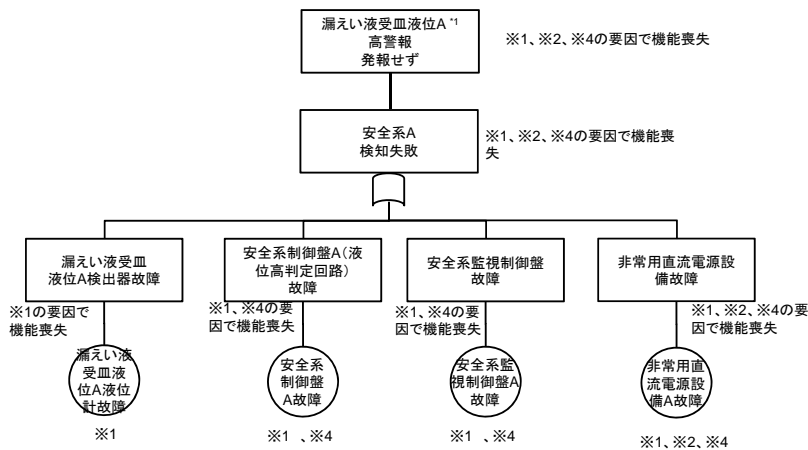 漏えい液受皿液位A *1
高警報
発報せず
※1、※2、※4の要因で機能喪失
安全系A
検知失敗
※1、※2、※4の要因で機能喪
失
漏えい液受皿
液位A検出器故障
安全系制御盤A(液
位高判定回路)
故障
安全系監視制御盤
故障
非常用直流電源設
備故障
※1の要因で
機能喪失
※1、※4の要
因で機能喪失
※1、※4の要
因で機能喪失
※1、※2、※4の要
因で機能喪失
漏えい液
受皿液
位A液位
計故障
安全系
制御盤
A故障
安全系監
視制御盤A
故障
非常用直
流電源設
備A故障
※1
※1 、※4
※1 、※4
※1、※2、※4